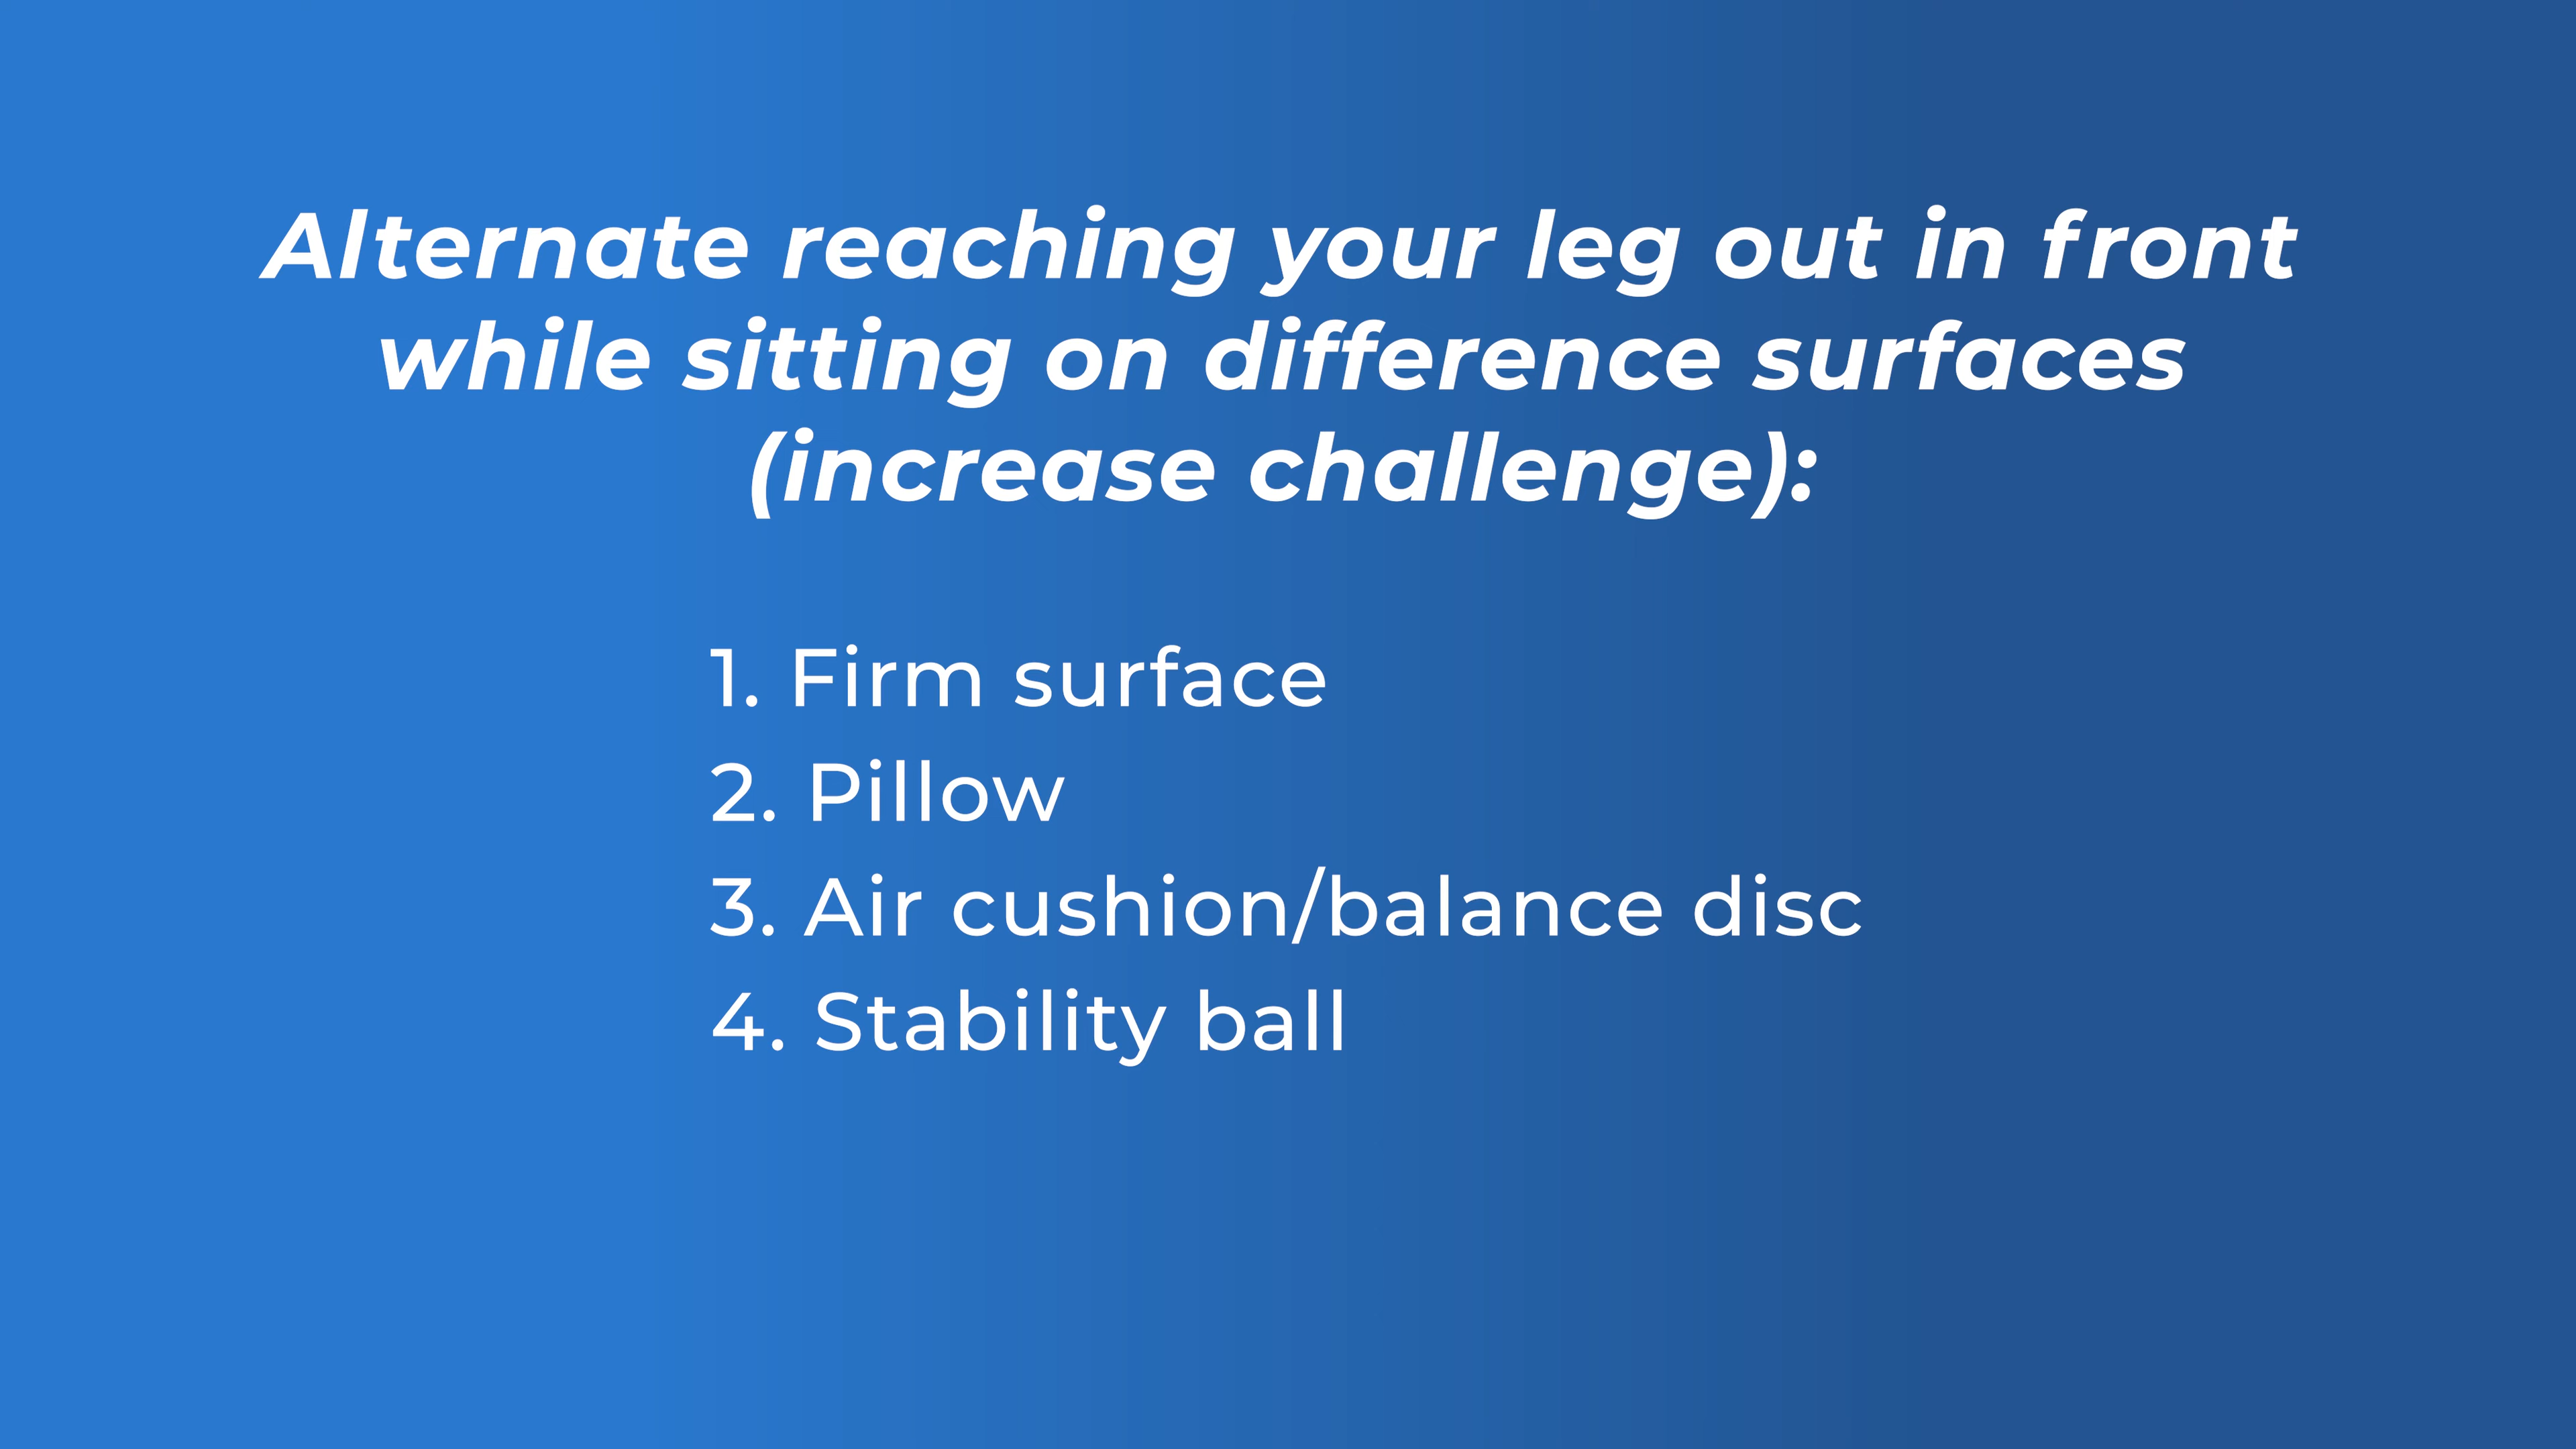 Alternate reaching your leg out in front
while sitting on difference surfaces
(increase challenge):
1. Firm surface
2. Pillow
3. Air cushion/balance disc
4. Stability ball